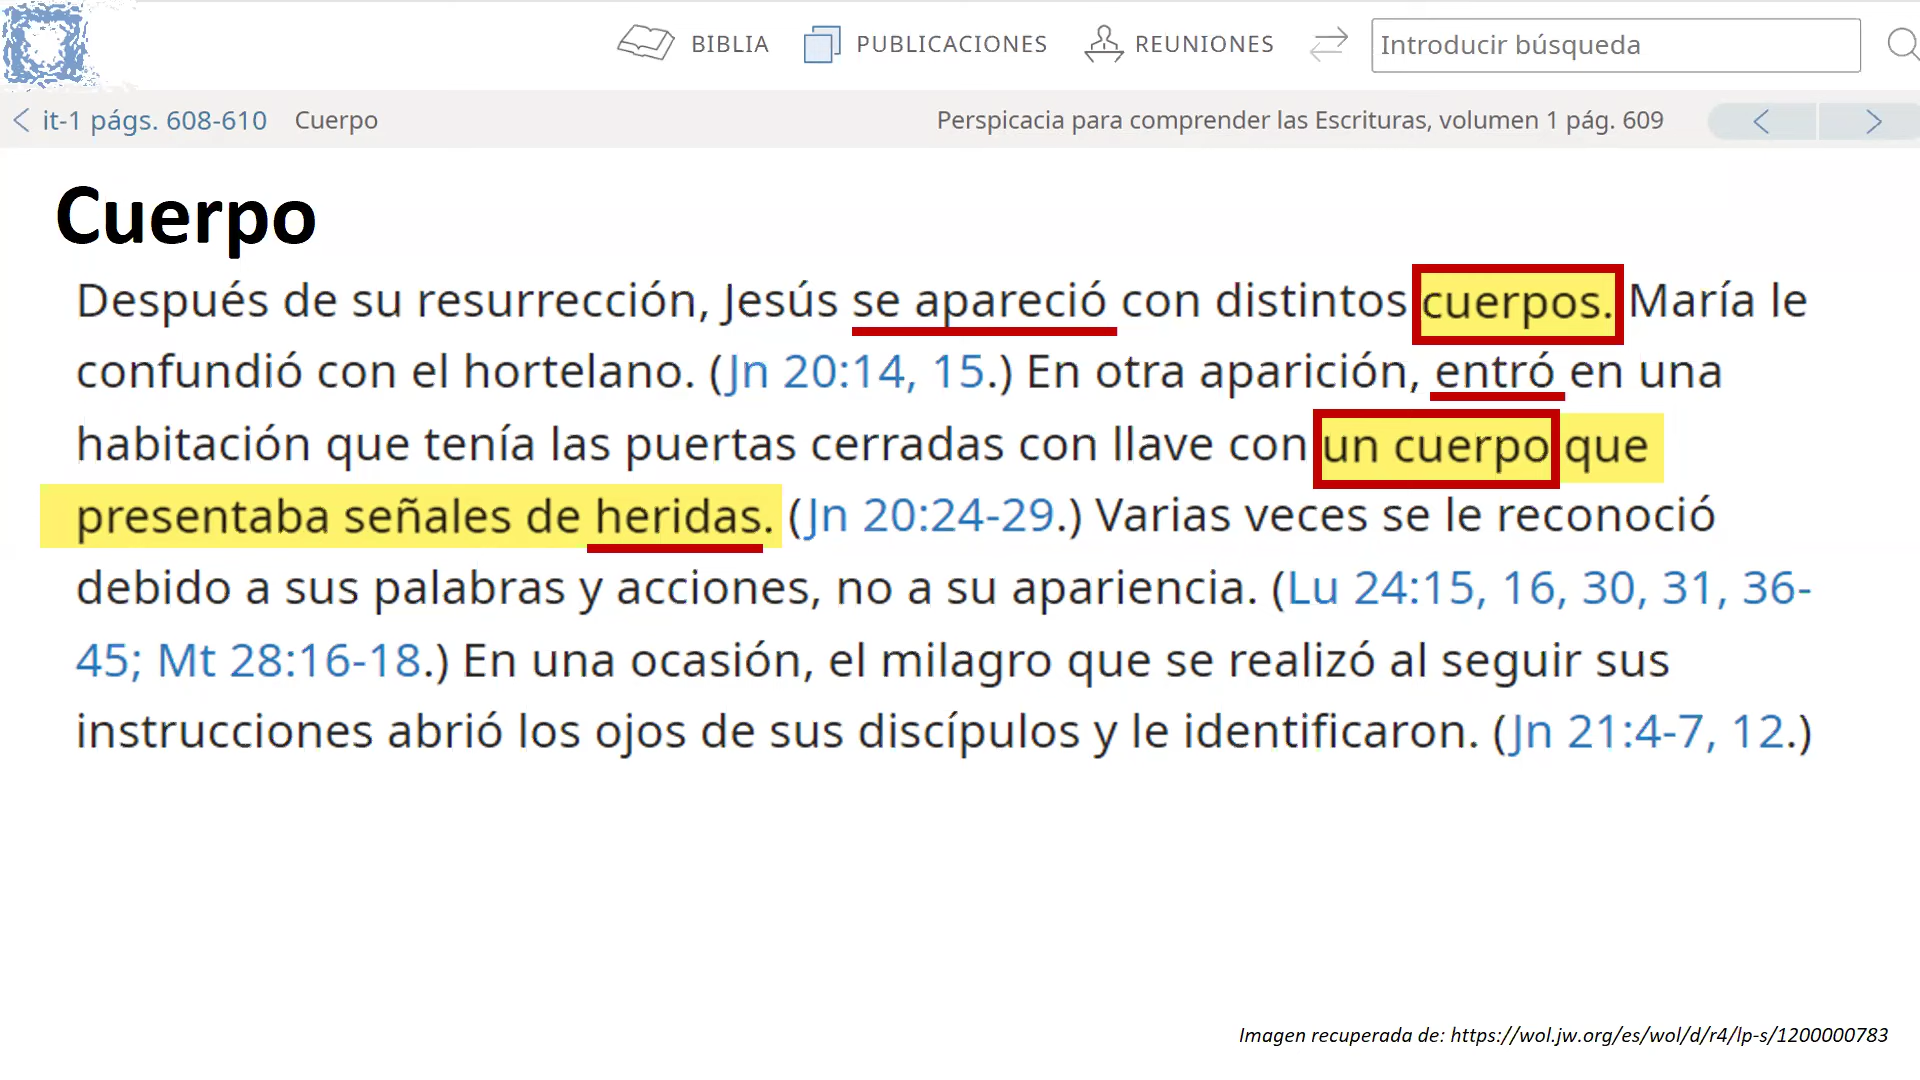 BIBLIA PUBLICACIONES REUNIONES Introducir búsqueda
it-1 págs. 608-610 Cuerpo Perspicacia para comprender las Escrituras, volumen 1 pág. 609
Cuerpo
Después de su resurrección, Jesús se apareció con distintos cuerpos. María le
confundió con el hortelano. (Jn 20:14, 15.) En otra aparición, entró en una
habitación que tenía las puertas cerradas con llave con un cuerpo que
presentaba señales de heridas. (Jn 20:24-29.) Varias veces se le reconoció
debido a sus palabras y acciones, no a su apariencia. (Lu 24:15, 16, 30, 31, 36-
45; Mt 28:16-18.) En una ocasión, el milagro que se realizó al seguir sus
instrucciones abrió los ojos de sus discípulos y le identificaron. (Jn 21:4-7, 12.)
Imagen recuperada de: https://wol.jw.org/es/wol/d/r4/lp-s/1200000783